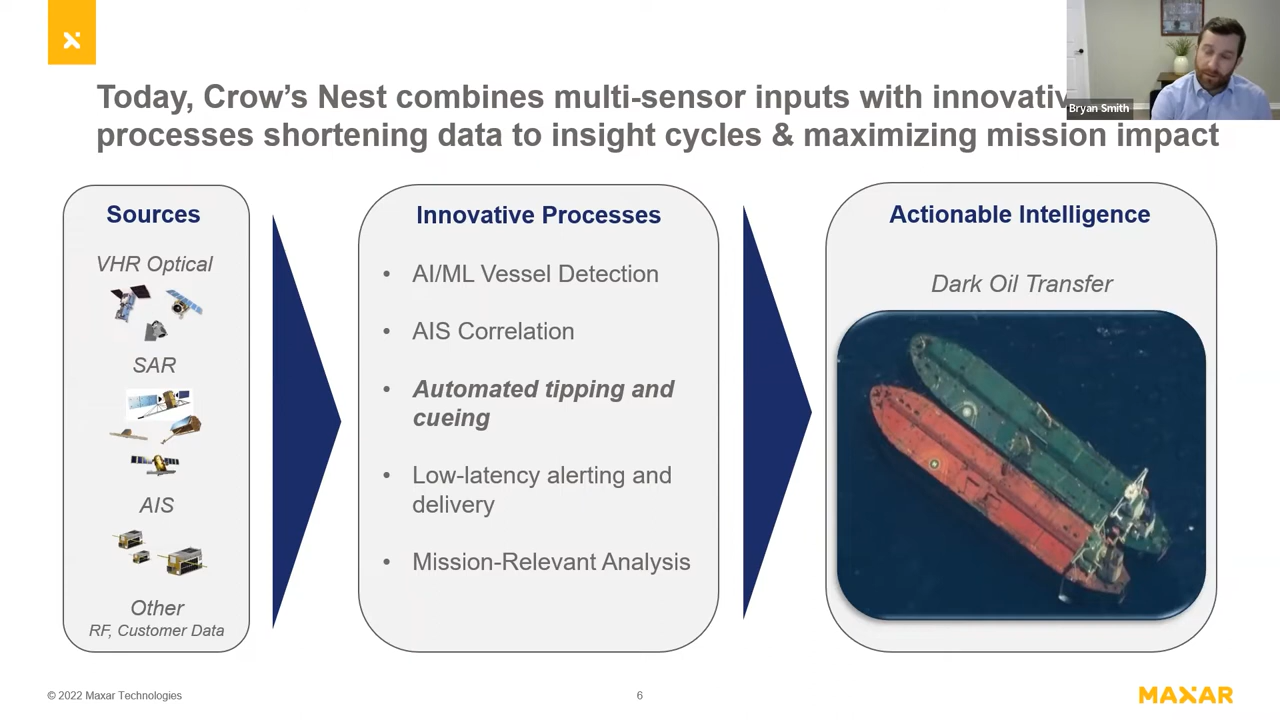 Today, Crow's Nest combines multi-sensor inputs with innovativ
processes shortening data to insight cycles & maximizing mission impact
Bryan Smith
Sources
VHR Optical
SAR
AIS
Other
RF, Customer Data
Innovative Processes
• AI/ML Vessel Detection
• AIS Correlation
• Automated tipping and
cueing
• Low-latency alerting and
delivery
• Mission-Relevant Analysis
Actionable Intelligence
Dark Oil Transfer
© 2022 Maxar Technologies
6
MAXAR